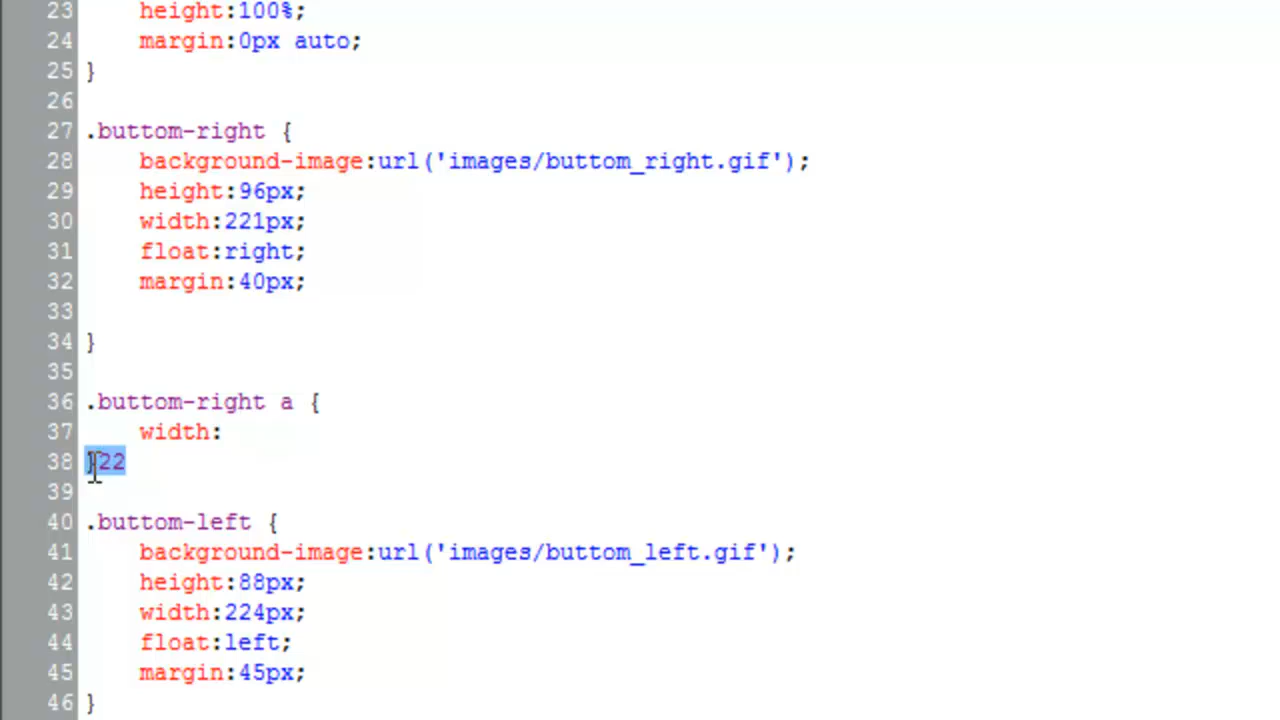 23 height:100%;
24 margin:0px auto;
25 }
26
27 .buttom-right {
28 background-image:url('images/buttom_right.gif');
29 height:96px;
30 width:221px;
31 float:right;
32 margin:40px;
33
34 }
35
36 .buttom-right a {
37 width:
38 }22
39
40 .buttom-left {
41 background-image:url('images/buttom_left.gif');
42 height:88px;
43 width:224px;
44 float:left;
45 margin:45px;
46 }